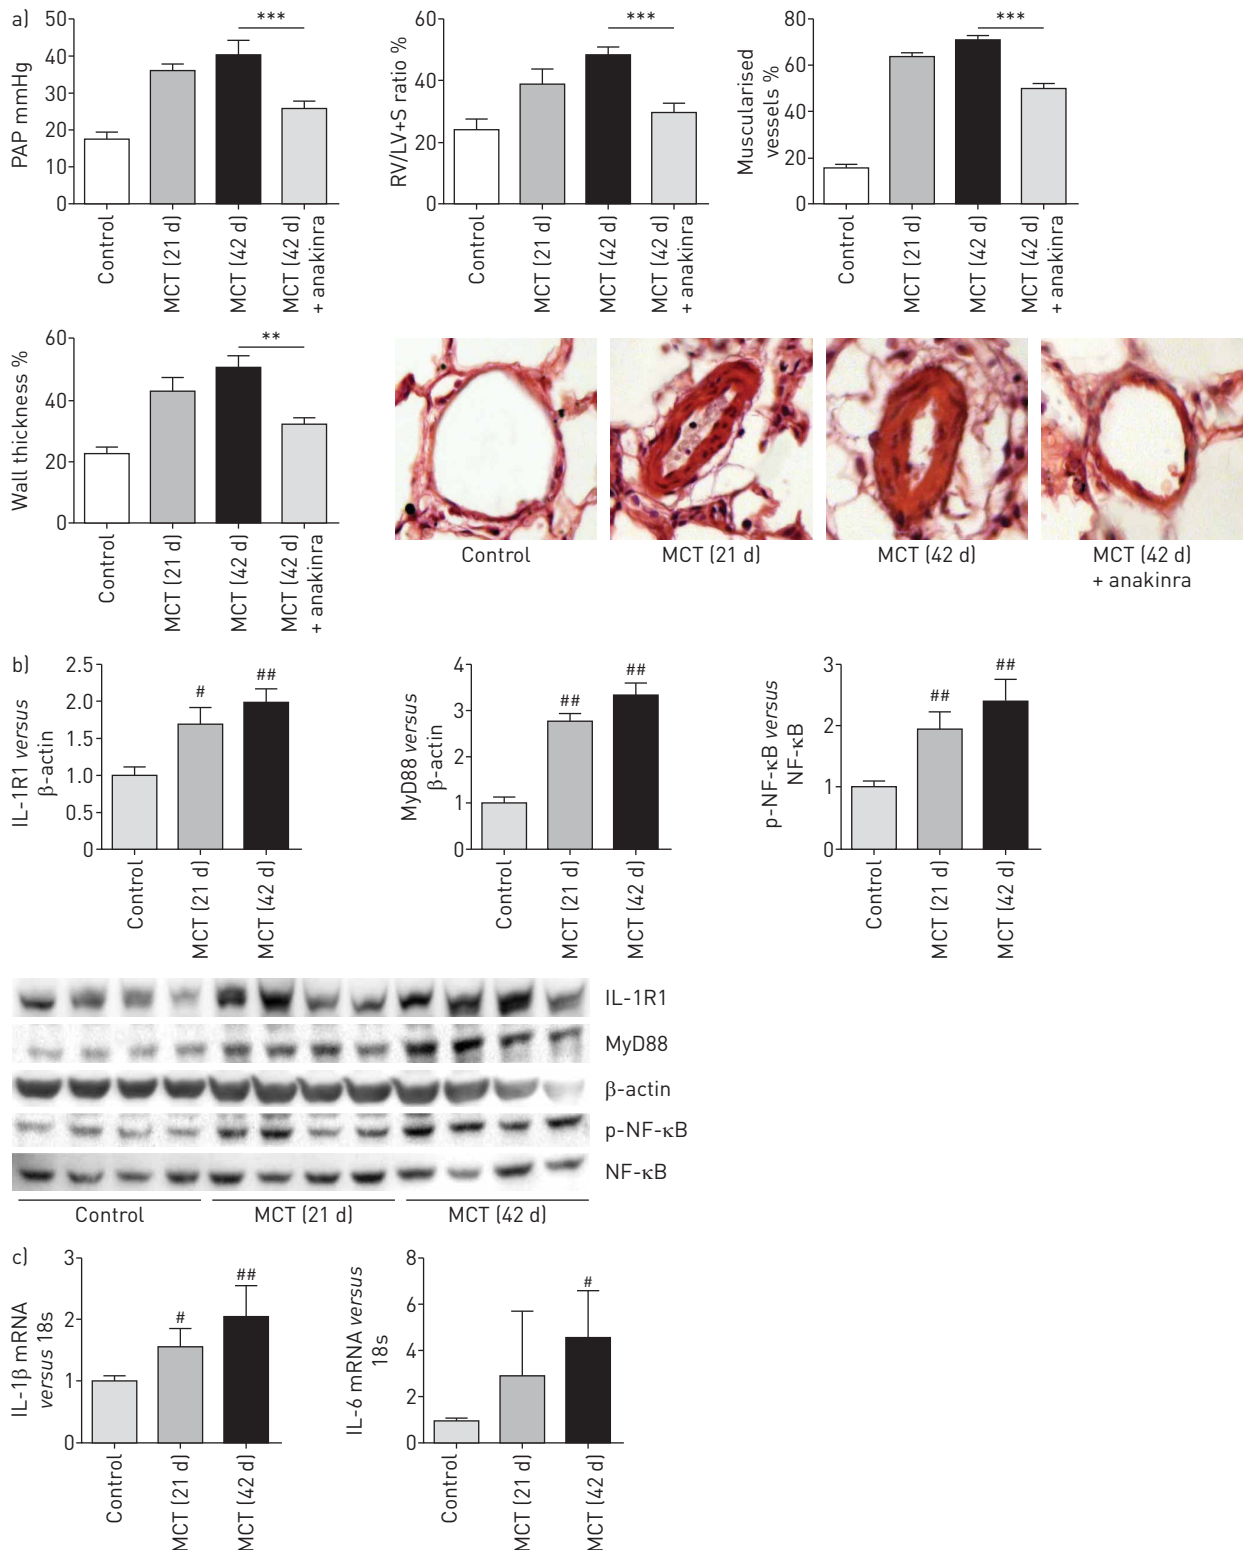 a)
PAP mmHg
50
40
30
20
10
0
***
Control
MCT (21 d)
MCT (42 d)
MCT (42 d)
+ anakinra
RV/LV+S ratio %
60
40
20
0
***
Control
MCT (21 d)
MCT (42 d)
MCT (42 d)
+ anakinra
Muscularised
vessels %
80
60
40
20
0
***
Control
MCT (21 d)
MCT (42 d)
MCT (42 d)
+ anakinra
Wall thickness %
60
40
20
0
**
Control
MCT (21 d)
MCT (42 d)
MCT (42 d)
+ anakinra
Control
MCT (21 d)
MCT (42 d)
MCT (42 d)
+ anakinra
b)
IL-1R1 versus
β-actin
2.5
2.0
1.5
1.0
0.5
0
#
##
Control
MCT (21 d)
MCT (42 d)
MyD88 versus
β-actin
4
3
2
1
0
##
##
Control
MCT (21 d)
MCT (42 d)
p-NF-κB versus
NF-κB
3
2
1
0
##
##
Control
MCT (21 d)
MCT (42 d)
IL-1R1
MyD88
β-actin
p-NF-κB
NF-κB
Control
MCT (21 d)
MCT (42 d)
c)
IL-1β mRNA
versus 18s
3
2
1
0
#
##
Control
MCT (21 d)
MCT (42 d)
IL-6 mRNA versus
18s
8
6
4
2
0
#
Control
MCT (21 d)
MCT (42 d)